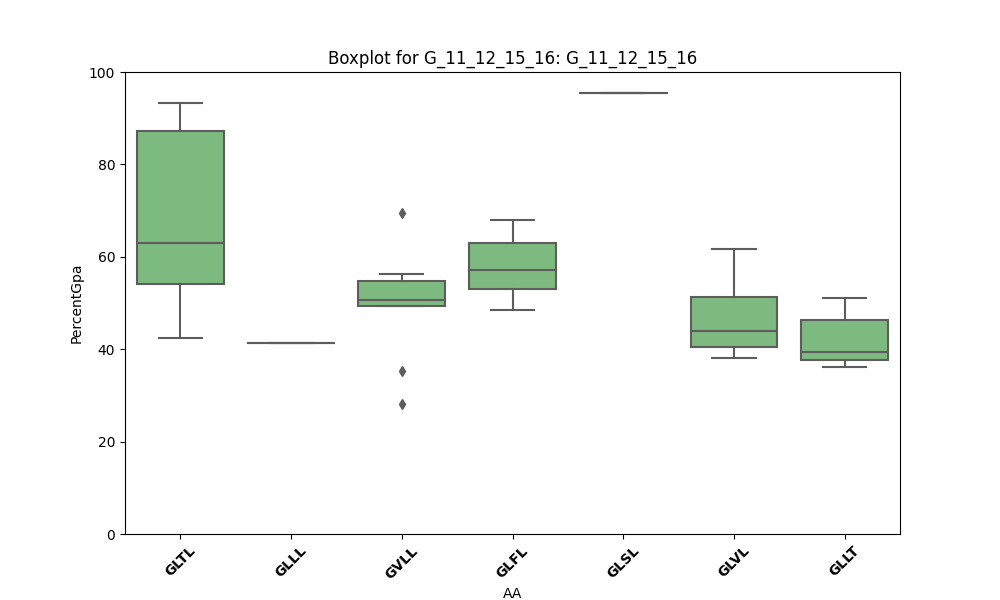 Boxplot for G_11_12_15_16: G_11_12_15_16
100
80
60
40
20
0
PercentGpa
GLTL
GLLL
GVLL
GLFL
GLSL
GLVL
GLLT
AA